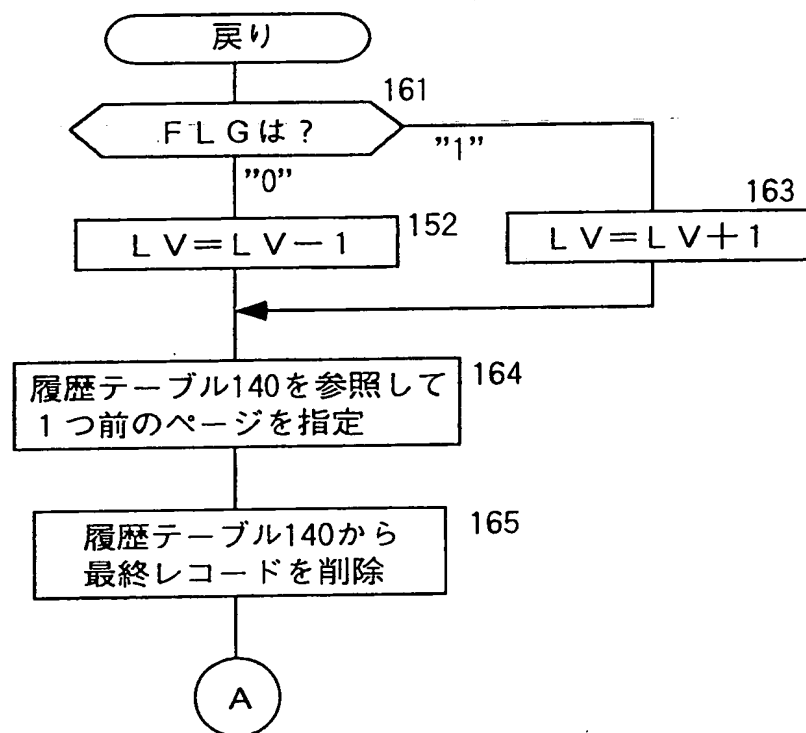 戻り
161
FLGは?
"1"
"0"
163
LV=LV-1
152
LV=LV+1
履歴テーブル140を参照して
1つ前のページを指定
164
履歴テーブル140から
最終レコードを削除
165
A